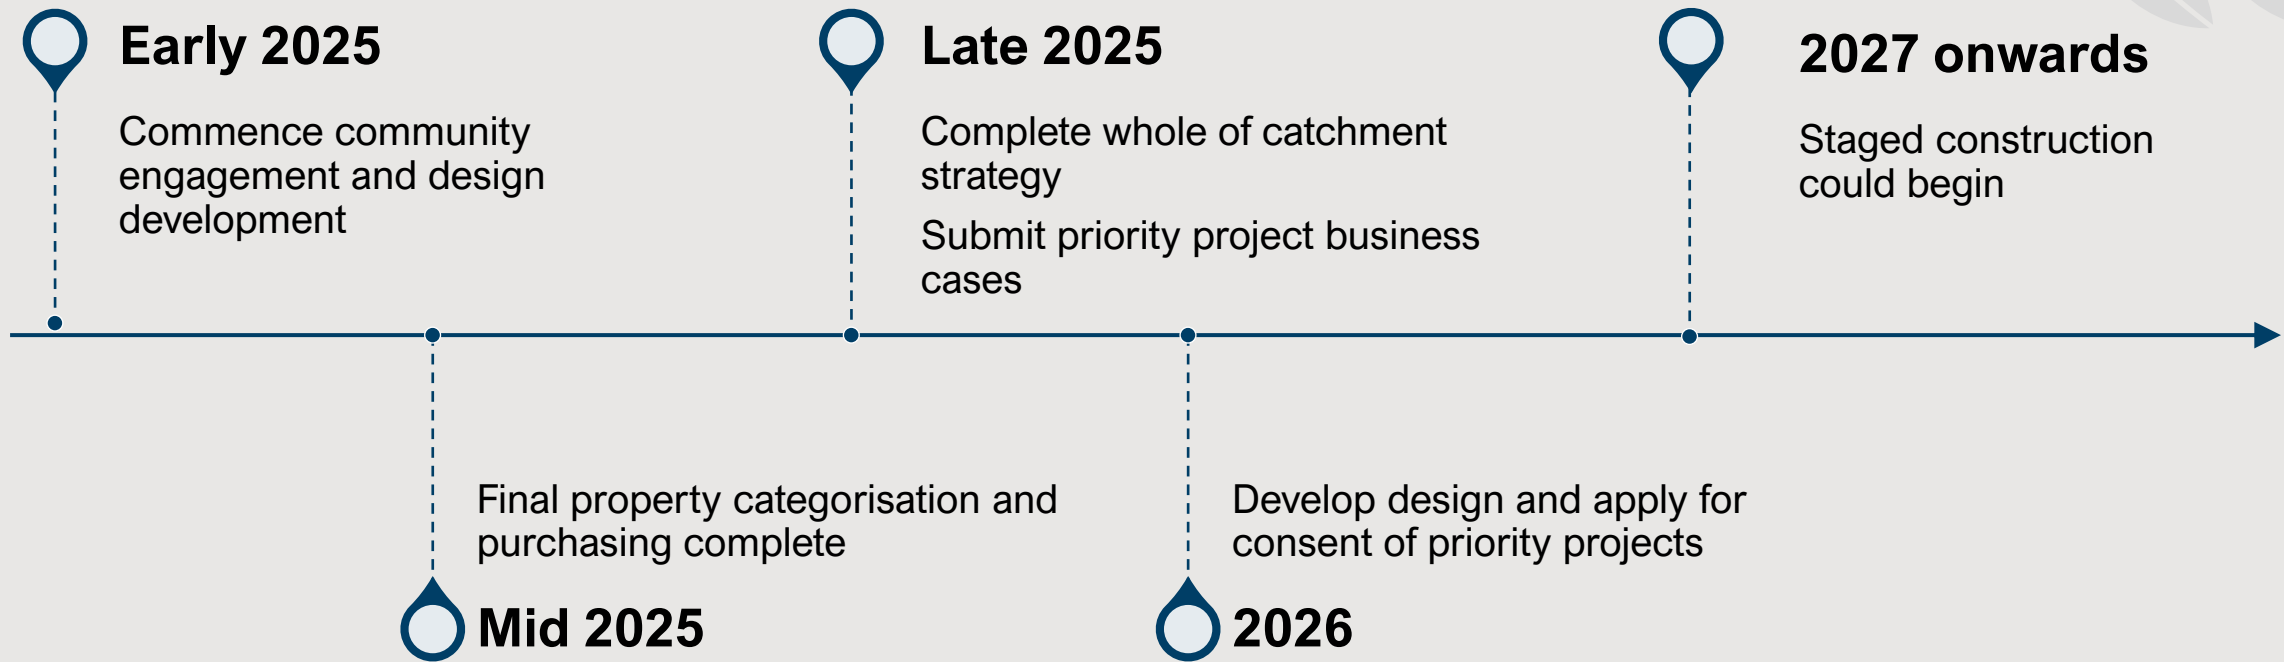 Early 2025
Commence community
engagement and design
development
Late 2025
Complete whole of catchment
strategy
Submit priority project business
cases
2027 onwards
Staged construction
could begin
Final property categorisation and
purchasing complete
Mid 2025
Develop design and apply for
consent of priority projects
2026